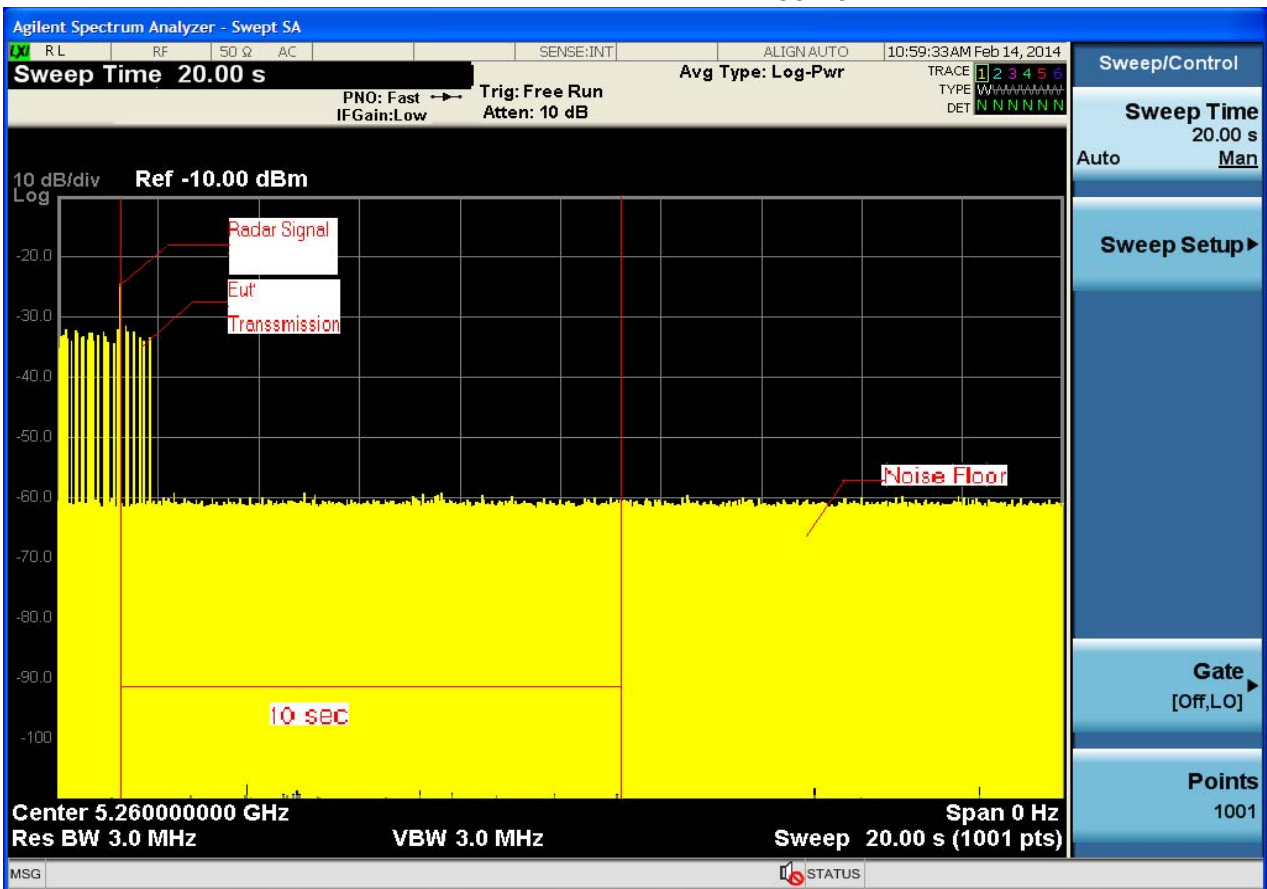 Agilent Spectrum Analyzer - Swept SA
LXI RL RF 50 Ω AC SENSE:INT ALIGN AUTO 10:59:33 AM Feb 14, 2014
Sweep Time 20.00 s
PNO: Fast
IFGain:Low
Trig: Free Run
Atten: 10 dB
Avg Type: Log-Pwr
TRACE 1 2 3 4 5 6
TYPE WWWWWW
DET N N N N N N
10 dB/div Ref -10.00 dBm
Log
-20.0
-30.0
-40.0
-50.0
-60.0
-70.0
-80.0
-90.0
-100
Radar Signal
Eut'
Transsmission
Noise Floor
10 sec
Center 5.260000000 GHz Span 0 Hz
Res BW 3.0 MHz VBW 3.0 MHz Sweep 20.00 s (1001 pts)
MSG STATUS
Sweep/Control
Sweep Time
20.00 s
Auto Man
Sweep Setup
Gate
[Off,LO]
Points
1001